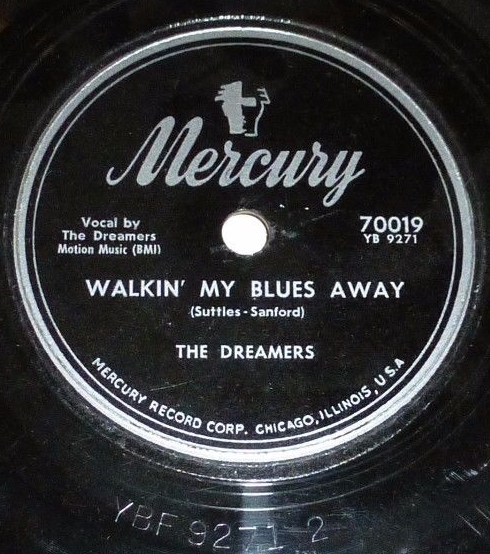 Mercury
Vocal by
The Dreamers
Motion Music (BMI)
70019
YB 9271
WALKIN' MY BLUES AWAY
(Suttles-Sanford)
THE DREAMERS
MERCURY RECORD CORP. CHICAGO, ILLINOIS, U.S.A
YBF 9271-2